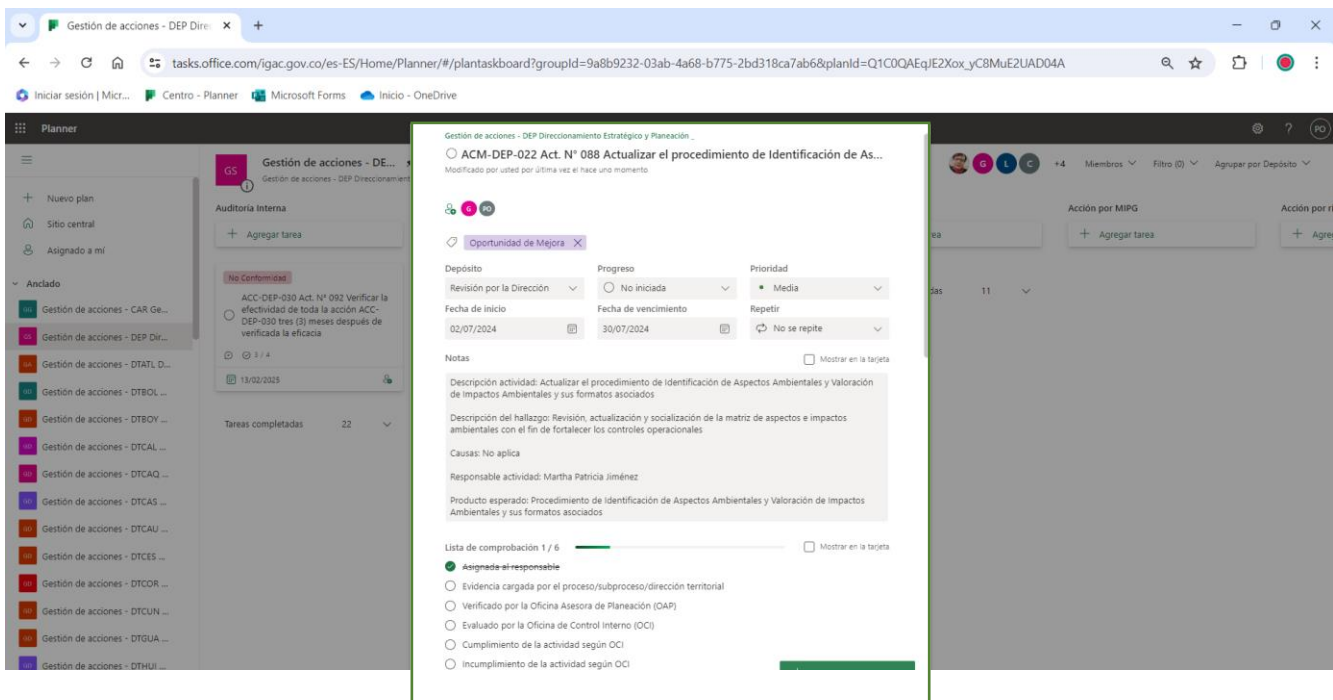 Gestión de acciones - DEP Dire
tasks.office.com/igac.gov.co/es-ES/Home/Planner/#/plantaskboard?groupId=9a8b9232-03ab-4a68-b775-2bd318ca7ab6&planId=Q1C0QAEqJE2Xox_yC8MuE2UAD04A
Iniciar sesión | Micr... Centro - Planner Microsoft Forms Inicio - OneDrive
Planner
? PO
Nuevo plan
Sitio central
Asignado a mí
Anclado
Gestión de acciones - CAR Ge...
Gestión de acciones - DEP Dir...
Gestión de acciones - DTATL D...
Gestión de acciones - DTBOL ...
Gestión de acciones - DTBOY ...
Gestión de acciones - DTCAL ...
Gestión de acciones - DTCAQ ...
Gestión de acciones - DTCAS ...
Gestión de acciones - DTCAU ...
Gestión de acciones - DTCES ...
Gestión de acciones - DTCOR ...
Gestión de acciones - DTCUN ...
Gestión de acciones - DTGUA ...
Gestión de acciones - DTHUI ...
GS
Gestión de acciones - DE...
Gestión de acciones - DEP Direccionamient
Auditoría Interna
+ Agregar tarea
No Conformidad
ACC-DEP-030 Act. N° 092 Verificar la
efectividad de toda la acción ACC-
DEP-030 tres (3) meses después de
verificada la eficacia
3 / 4
13/02/2025
Tareas completadas 22
Gestión de acciones - DEP Direccionamiento Estratégico y Planeación _
ACM-DEP-022 Act. N° 088 Actualizar el procedimiento de Identificación de As...
Modificado por usted por última vez el hace uno momento.
G PO
Oportunidad de Mejora
Depósito Progreso Prioridad
Revisión por la Dirección No iniciada Media
Fecha de inicio Fecha de vencimiento Repetir
02/07/2024 30/07/2024 No se repite
Notas Mostrar en la tarjeta
Descripción actividad: Actualizar el procedimiento de Identificación de Aspectos Ambientales y Valoración
de Impactos Ambientales y sus formatos asociados
Descripción del hallazgo: Revisión, actualización y socialización de la matriz de aspectos e impactos
ambientales con el fin de fortalecer los controles operacionales
Causas: No aplica
Responsable actividad: Martha Patricia Jiménez
Producto esperado: Procedimiento de Identificación de Aspectos Ambientales y Valoración de Impactos
Ambientales y sus formatos asociados
Lista de comprobación 1 / 6 Mostrar en la tarjeta
Asignada al responsable
Evidencia cargada por el proceso/subproceso/dirección territorial
Verificado por la Oficina Asesora de Planeación (OAP)
Evaluado por la Oficina de Control Interno (OCI)
Cumplimiento de la actividad según OCI
Incumplimiento de la actividad según OCI
G L C +4 Miembros Filtro (0) Agrupar por Depósito
Acción por MIPG
+ Agregar tarea
11
Acción por ri
+ Agre